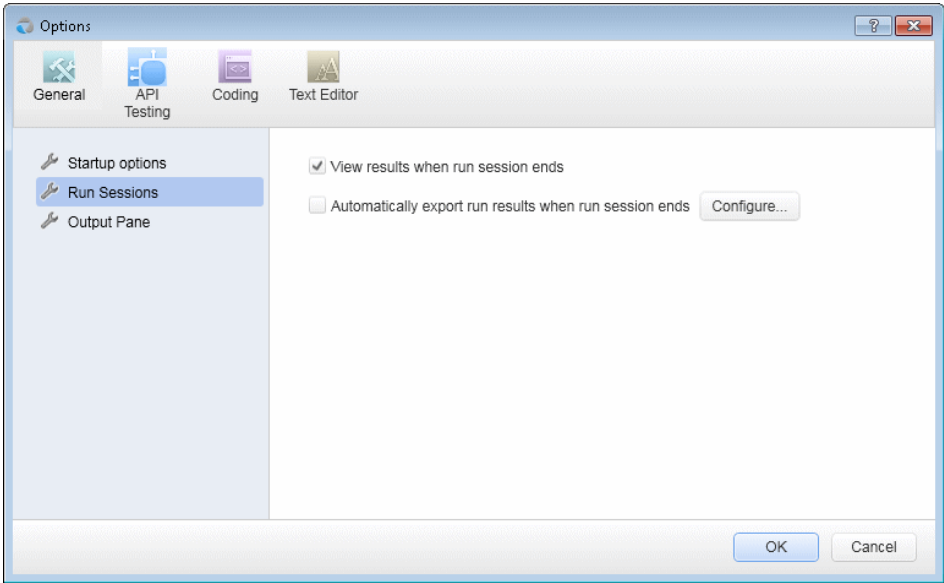 Options
General
API
Testing
Coding
Text Editor
Startup options
Run Sessions
Output Pane
View results when run session ends
Automatically export run results when run session ends
Configure...
OK
Cancel